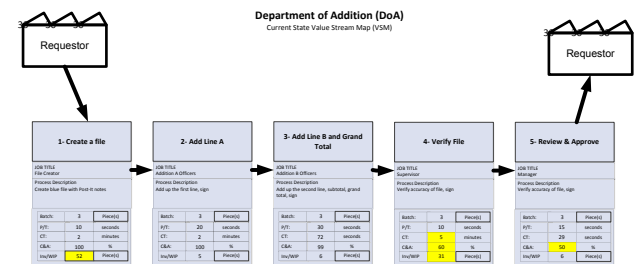 Department of Addition (DoA)
Current State Value Stream Map (VSM)
Requestor
Requestor
1- Create a file
JOB TITLE
File Creator
Process Description
Create blue file with Post-It notes
Batch: 3 Piece(s)
P/T: 10 seconds
CT: 2 minutes
C&A: 100 %
Inv/WIP 52 Piece(s)
2- Add Line A
JOB TITLE
Addition A Officers
Process Description
Add up the first line, sign
Batch: 3 Piece(s)
P/T: 20 seconds
CT: 2 minutes
C&A: 100 %
Inv/WIP 5 Piece(s)
3- Add Line B and Grand
Total
JOB TITLE
Addition B Officers
Process Description
Add up the second line, subtotal, grand
total, sign
Batch: 3 Piece(s)
P/T: 30 seconds
CT: 72 seconds
C&A: 99 %
Inv/WIP 6 Piece(s)
4- Verify File
JOB TITLE
Supervisor
Process Description
Verify accuracy of file, sign
Batch: 3 Piece(s)
P/T: 10 seconds
CT: 5 minutes
C&A: 60 %
Inv/WIP 31 Piece(s)
5- Review & Approve
JOB TITLE
Manager
Process Description
Verify accuracy of file, sign
Batch: 3 Piece(s)
P/T: 15 seconds
CT: 29 seconds
C&A: 50 %
Inv/WIP 6 Piece(s)